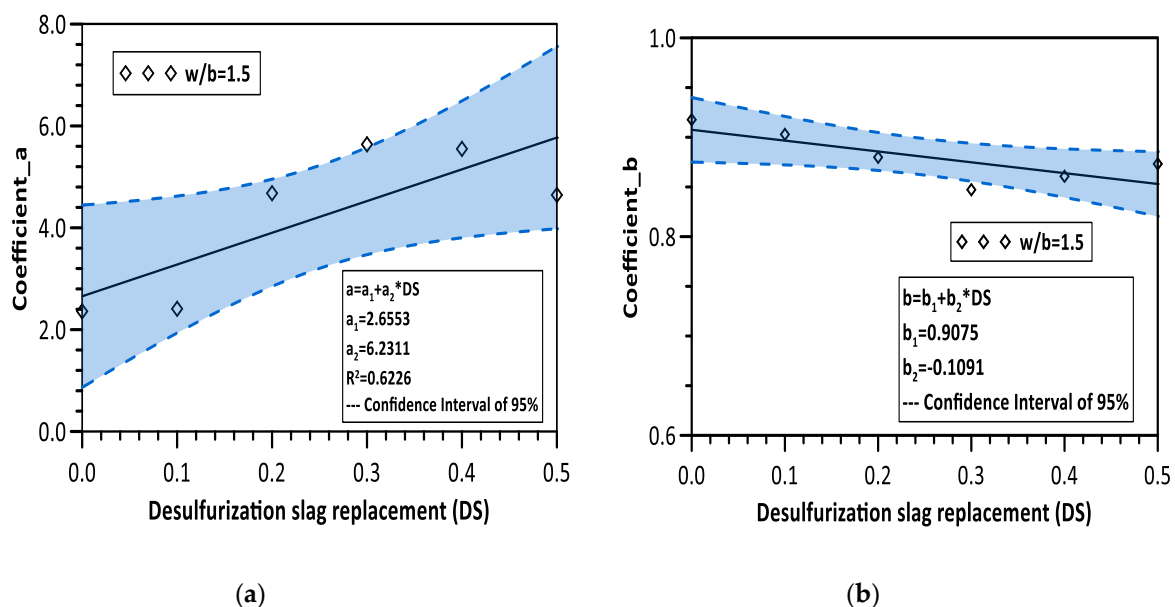 8.0
6.0
4.0
2.0
0.0
Coefficient_a
w/b=1.5
a=a₁+a₂*DS
a₁=2.6553
a₂=6.2311
R²=0.6226
--- Confidence Interval of 95%
0.0 0.1 0.2 0.3 0.4 0.5
Desulfurization slag replacement (DS)
(a)
1.0
0.8
0.6
Coefficient_b
w/b=1.5
b=b₁+b₂*DS
b₁=0.9075
b₂=-0.1091
--- Confidence Interval of 95%
0.0 0.1 0.2 0.3 0.4 0.5
Desulfurization slag replacement (DS)
(b)